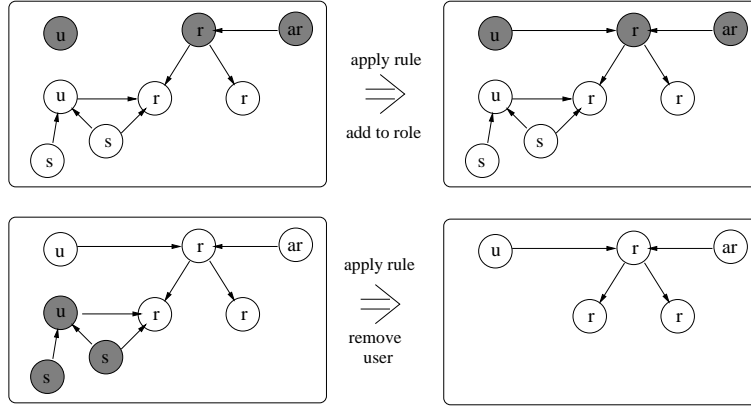 u r ar
u r r
s s
apply rule
add to role
u r ar
u r r
s s
u r ar
u r r
s s
apply rule
remove
user
u r ar
r r